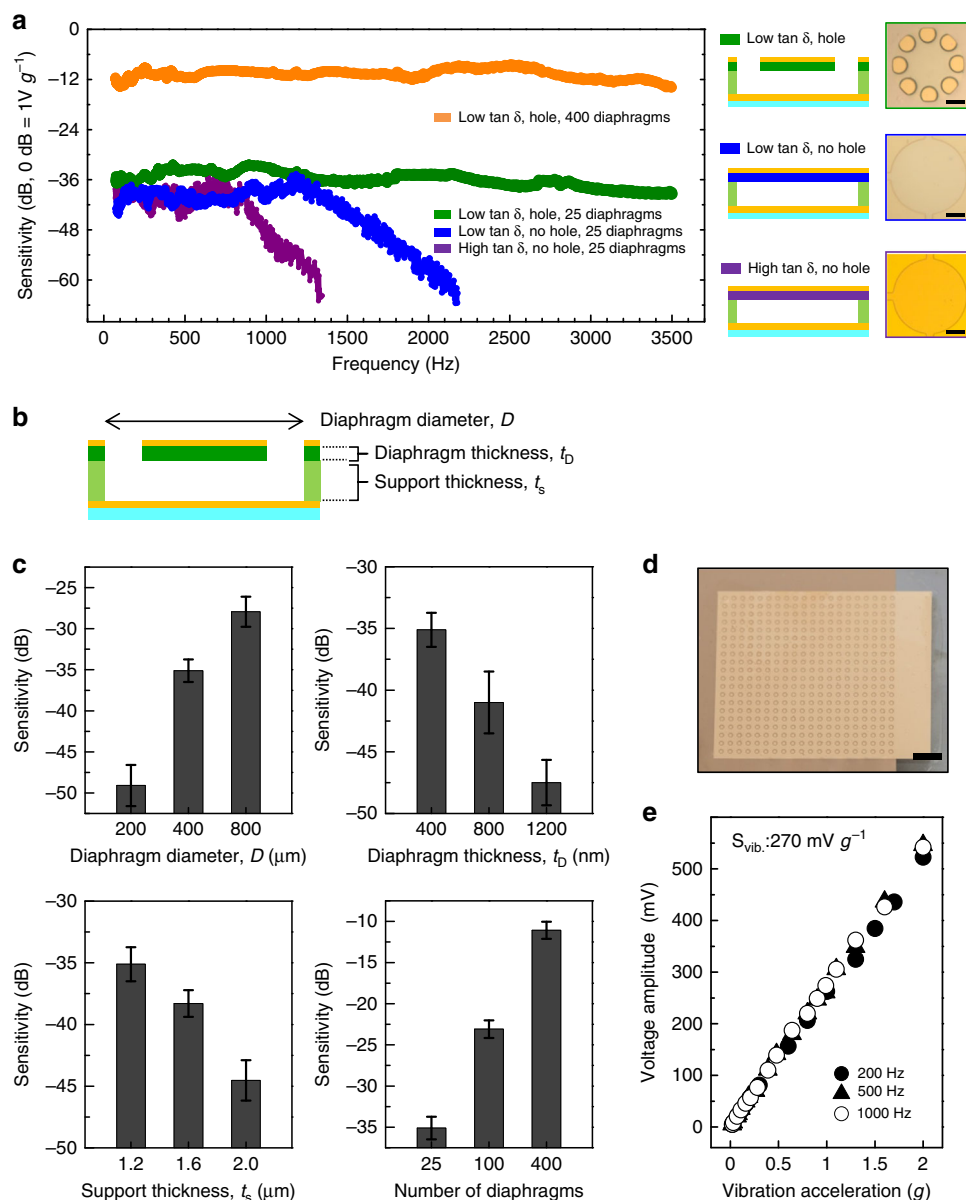 a
0
–12
–24
–36
–48
–60
Sensitivity (dB, 0 dB = 1V g⁻¹)
Low tan δ, hole, 400 diaphragms
Low tan δ, hole, 25 diaphragms
Low tan δ, no hole, 25 diaphragms
High tan δ, no hole, 25 diaphragms
0 500 1000 1500 2000 2500 3000 3500
Frequency (Hz)
Low tan δ, hole
Low tan δ, no hole
High tan δ, no hole
b
Diaphragm diameter, D
Diaphragm thickness, tD
Support thickness, ts
c
–25
–30
–35
–40
–45
–50
Sensitivity (dB)
200 400 800
Diaphragm diameter, D (μm)
–30
–35
–40
–45
–50
Sensitivity (dB)
400 800 1200
Diaphragm thickness, tD (nm)
–30
–35
–40
–45
–50
Sensitivity (dB)
1.2 1.6 2.0
Support thickness, ts (μm)
–10
–15
–20
–25
–30
–35
Sensitivity (dB)
25 100 400
Number of diaphragms
d
e
Svib.:270 mV g⁻¹
500
400
300
200
100
0
Voltage amplitude (mV)
200 Hz
500 Hz
1000 Hz
0 0.5 1 1.5 2
Vibration acceleration (g)